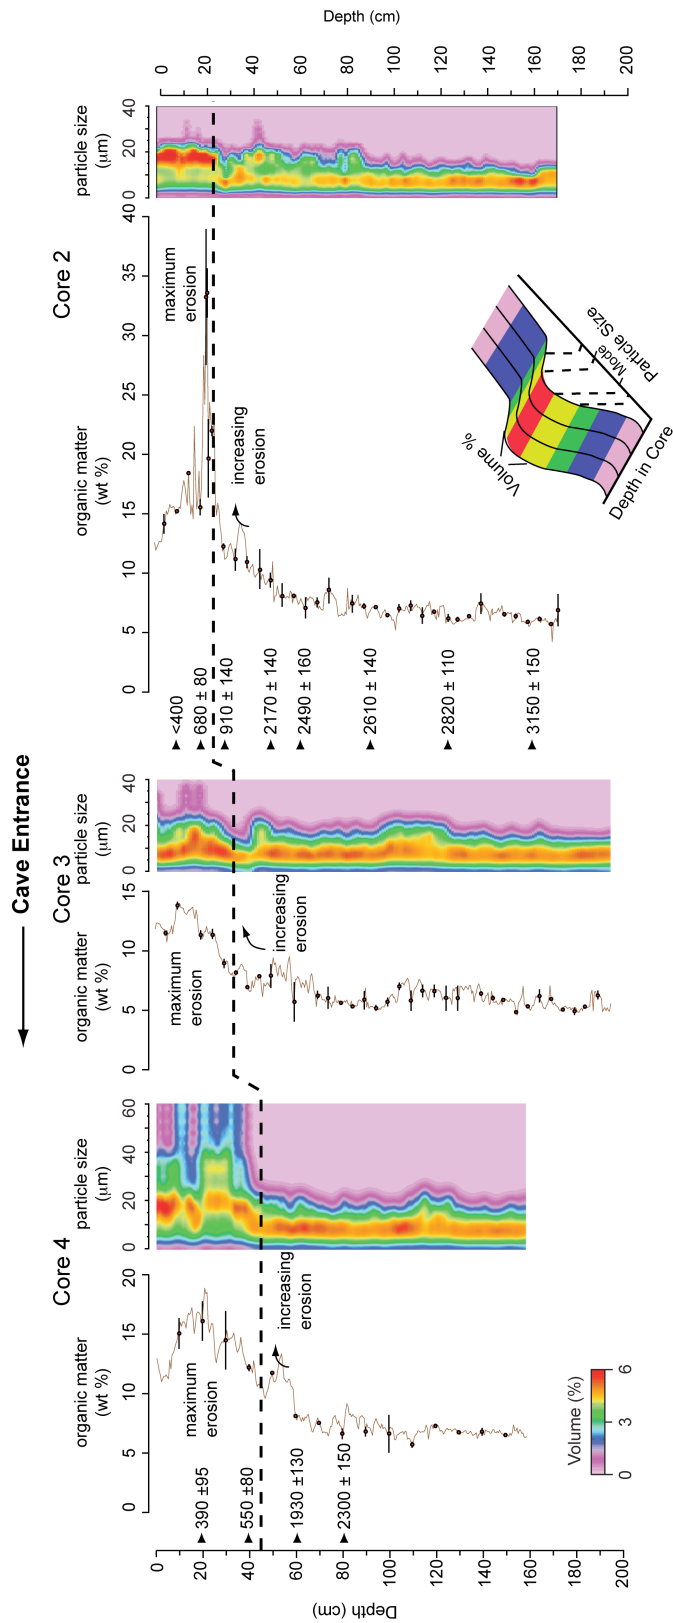 Cave Entrance
Core 4
organic matter
(wt %)
0
5
10
15
20
particle size
(µm)
0
20
40
60
Depth (cm)
0
20
40
60
80
100
120
140
160
180
200
390 ±95
550 ±80
1930 ±130
2300 ± 150
maximum
erosion
increasing
erosion
Volume (%)
0
3
6
Core 3
organic matter
(wt %)
0
5
10
15
particle size
(µm)
0
20
40
maximum
erosion
increasing
erosion
Core 2
organic matter
(wt %)
0
5
10
15
20
25
30
35
40
particle size
(µm)
0
20
40
Depth (cm)
0
20
40
60
80
100
120
140
160
180
200
<400
680 ± 80
910 ± 140
2170 ± 140
2490 ± 160
2610 ± 140
2820 ± 110
3150 ± 150
maximum
erosion
increasing
erosion
Volume %
Depth in Core
Mode
Particle Size